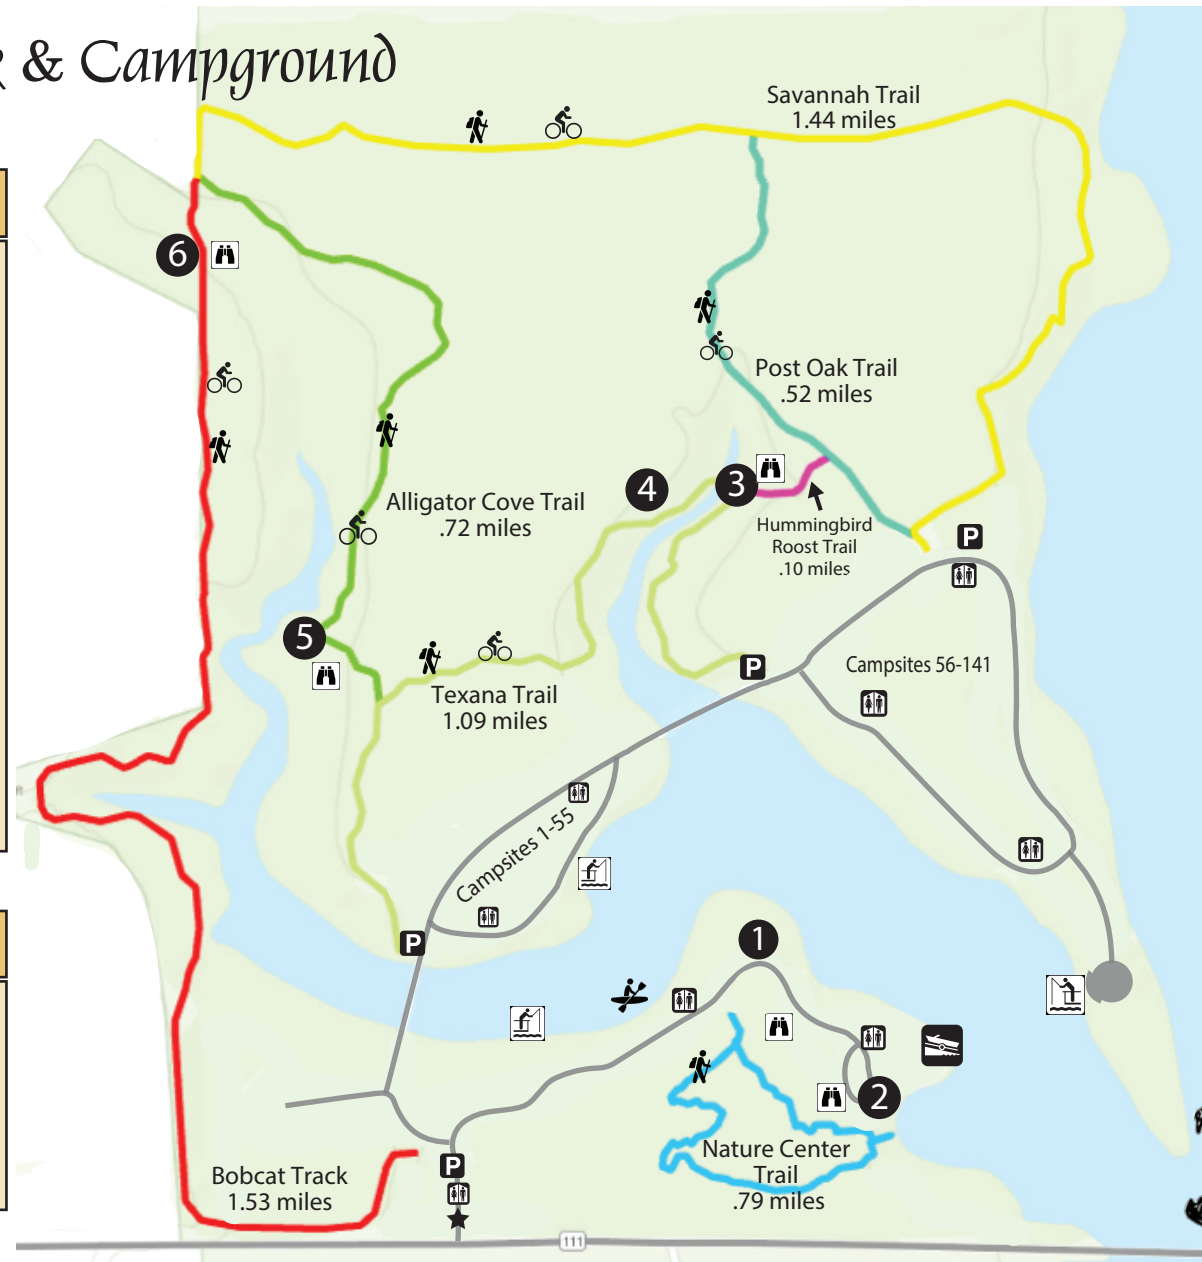 & Campground
Savannah Trail
1.44 miles
6
Post Oak Trail
.52 miles
4
3
Alligator Cove Trail
.72 miles
Hummingbird
Roost Trail
.10 miles
P
5
P
Campsites 56-141
Texana Trail
1.09 miles
Campsites 1-55
P
1
2
Nature Center
Trail
.79 miles
P
Bobcat Track
1.53 miles
111